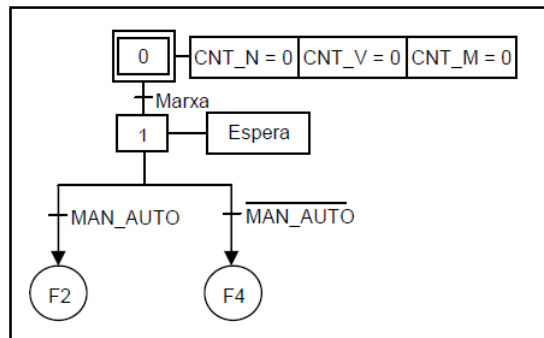 0
CNT_N = 0 CNT_V = 0 CNT_M = 0
Marxa
1
Espera
MAN_AUTO
MAN_AUTO
F2
F4